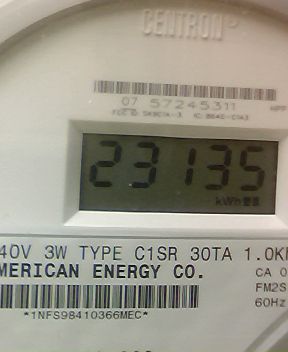 CENTRON
07 57245311
23135
kWh
40V 3W TYPE C1SR 30TA 1.0K
MERICAN ENERGY CO.
CA 0
FM2S
60Hz
*1NFS98410366MEC*